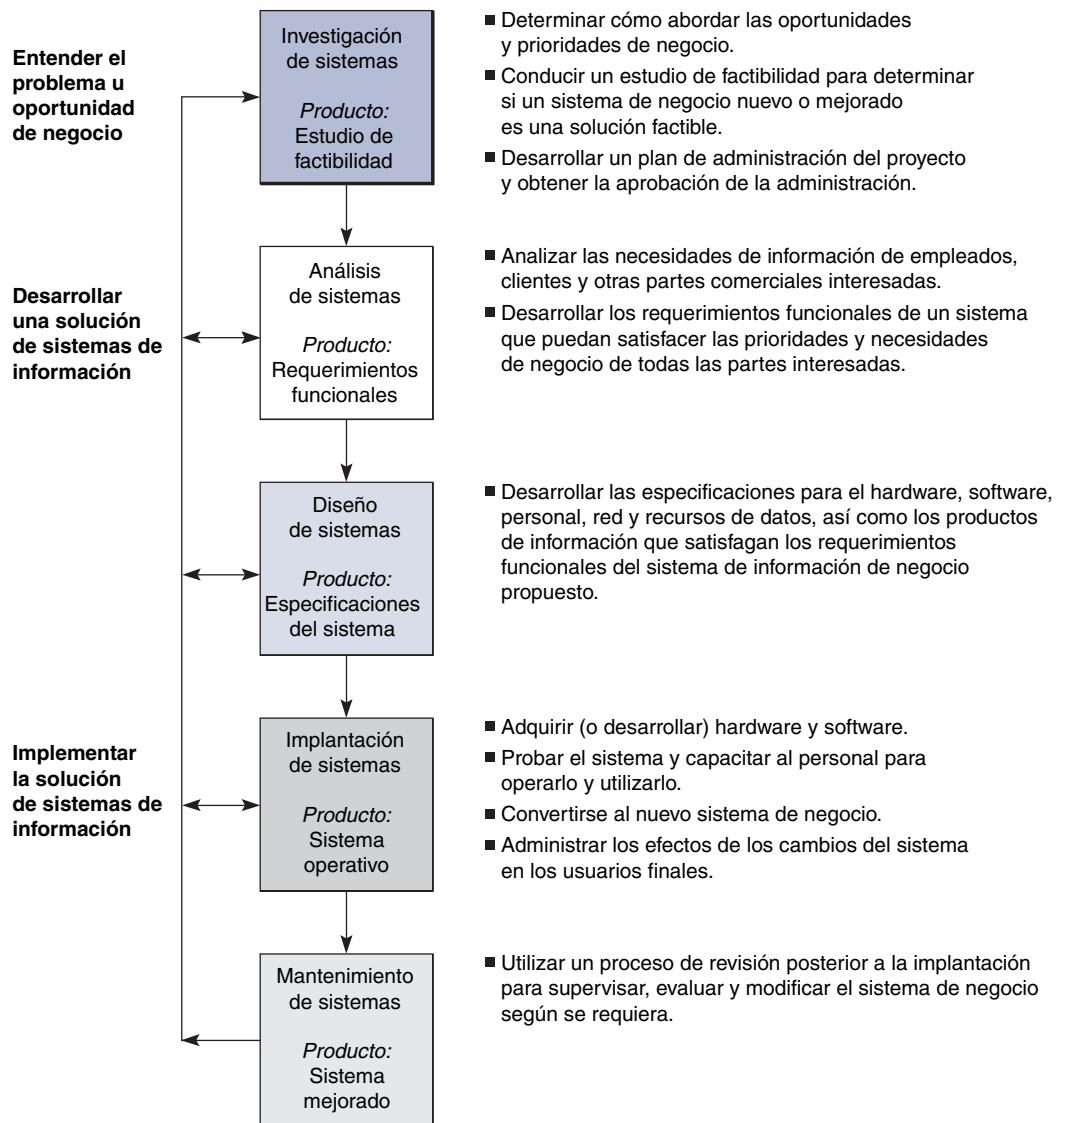 Entender el
problema u
oportunidad
de negocio
Investigación
de sistemas
Producto:
Estudio de
factibilidad
■ Determinar cómo abordar las oportunidades
y prioridades de negocio.
■ Conducir un estudio de factibilidad para determinar
si un sistema de negocio nuevo o mejorado
es una solución factible.
■ Desarrollar un plan de administración del proyecto
y obtener la aprobación de la administración.
Desarrollar
una solución
de sistemas de
información
Análisis
de sistemas
Producto:
Requerimientos
funcionales
■ Analizar las necesidades de información de empleados,
clientes y otras partes comerciales interesadas.
■ Desarrollar los requerimientos funcionales de un sistema
que puedan satisfacer las prioridades y necesidades
de negocio de todas las partes interesadas.
Diseño
de sistemas
Producto:
Especificaciones
del sistema
■ Desarrollar las especificaciones para el hardware, software,
personal, red y recursos de datos, así como los productos
de información que satisfagan los requerimientos
funcionales del sistema de información de negocio
propuesto.
Implementar
la solución
de sistemas de
información
Implantación
de sistemas
Producto:
Sistema
operativo
■ Adquirir (o desarrollar) hardware y software.
■ Probar el sistema y capacitar al personal para
operarlo y utilizarlo.
■ Convertirse al nuevo sistema de negocio.
■ Administrar los efectos de los cambios del sistema
en los usuarios finales.
Mantenimiento
de sistemas
Producto:
Sistema
mejorado
■ Utilizar un proceso de revisión posterior a la implantación
para supervisar, evaluar y modificar el sistema de negocio
según se requiera.